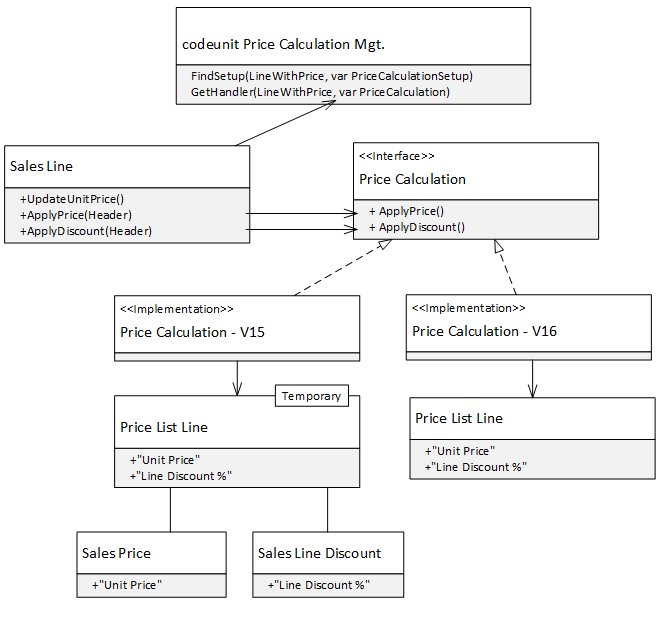 codeunit Price Calculation Mgt.
FindSetup(LineWithPrice, var PriceCalculationSetup)
GetHandler(LineWithPrice, var PriceCalculation)
Sales Line
+UpdateUnitPrice()
+ApplyPrice(Header)
+ApplyDiscount(Header)
<<Interface>>
Price Calculation
+ ApplyPrice()
+ ApplyDiscount()
<<Implementation>>
Price Calculation - V15
<<Implementation>>
Price Calculation - V16
Temporary
Price List Line
+"Unit Price"
+"Line Discount %"
Price List Line
+"Unit Price"
+"Line Discount %"
Sales Price
+"Unit Price"
Sales Line Discount
+"Line Discount %"